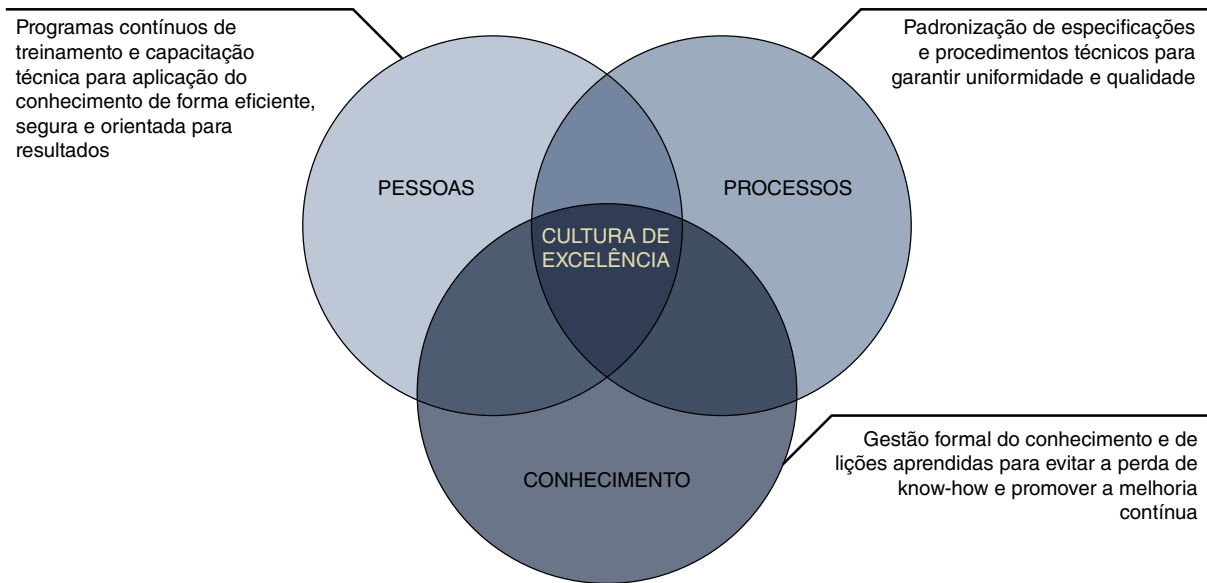 Programas contínuos de
treinamento e capacitação
técnica para aplicação do
conhecimento de forma eficiente,
segura e orientada para
resultados
Padronização de especificações
e procedimentos técnicos para
garantir uniformidade e qualidade
PESSOAS
PROCESSOS
CULTURA DE
EXCELÊNCIA
CONHECIMENTO
Gestão formal do conhecimento e de
lições aprendidas para evitar a perda de
know-how e promover a melhoria
contínua